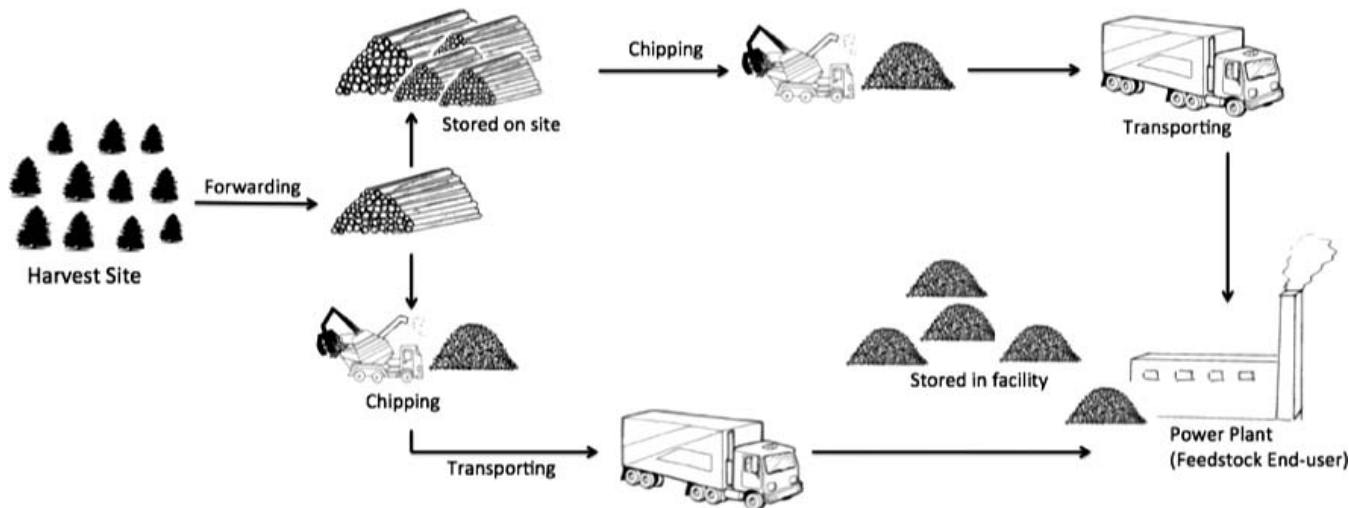 Chipping
Stored on site
Transporting
Forwarding
Harvest Site
Stored in facility
Chipping
Transporting
Power Plant
(Feedstock End-user)